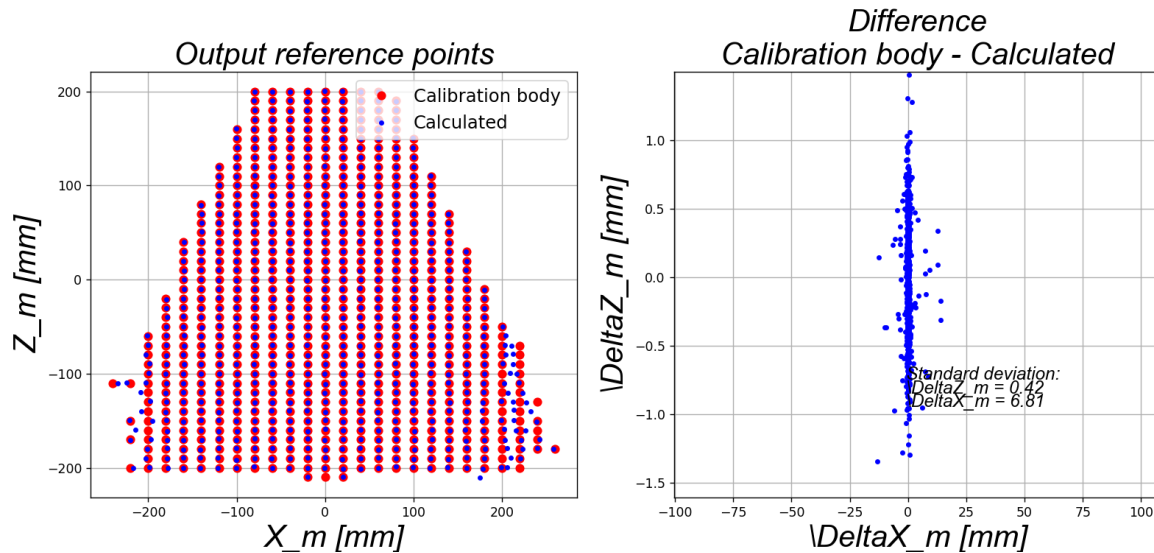 Output reference points
Calibration body
Calculated
200
100
0
−100
−200
−200
−100
0
100
200
X_m [mm]
Z_m [mm]
Difference
Calibration body - Calculated
1.0
0.5
0.0
−0.5
−1.0
−1.5
−100
−75
−50
−25
0
25
50
75
100
\DeltaX_m [mm]
\DeltaZ_m [mm]
Standard deviation:
\DeltaZ_m = 0.42
\DeltaX_m = 6.81